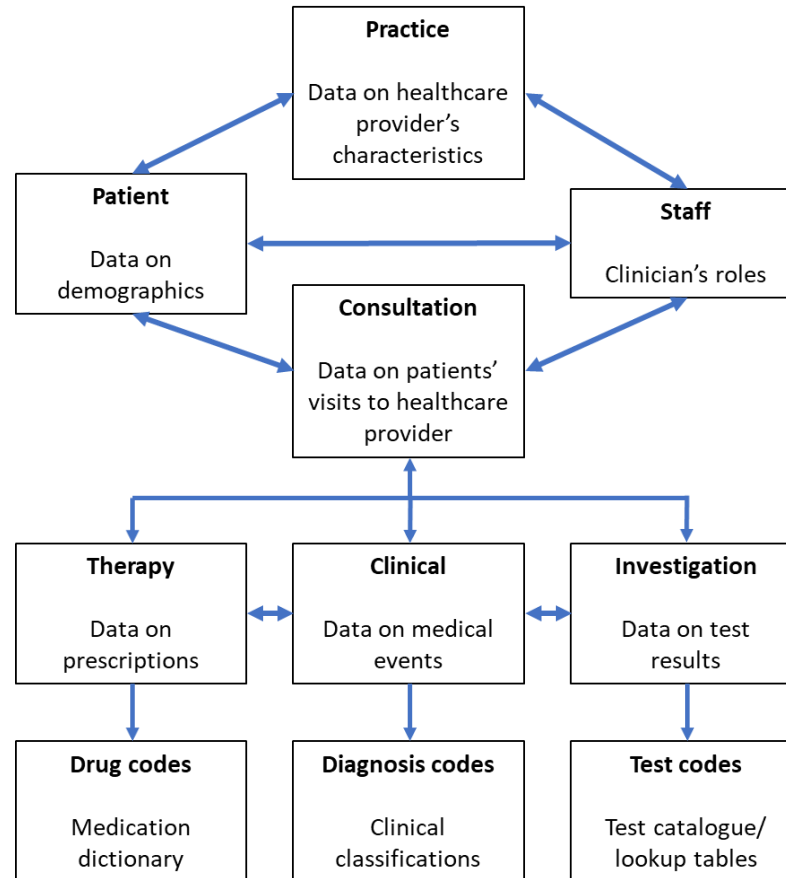 Practice
Data on healthcare
provider’s
characteristics
Patient
Data on
demographics
Staff
Clinician’s roles
Consultation
Data on patients’
visits to healthcare
provider
Therapy
Data on
prescriptions
Clinical
Data on medical
events
Investigation
Data on test
results
Drug codes
Medication
dictionary
Diagnosis codes
Clinical
classifications
Test codes
Test catalogue/
lookup tables